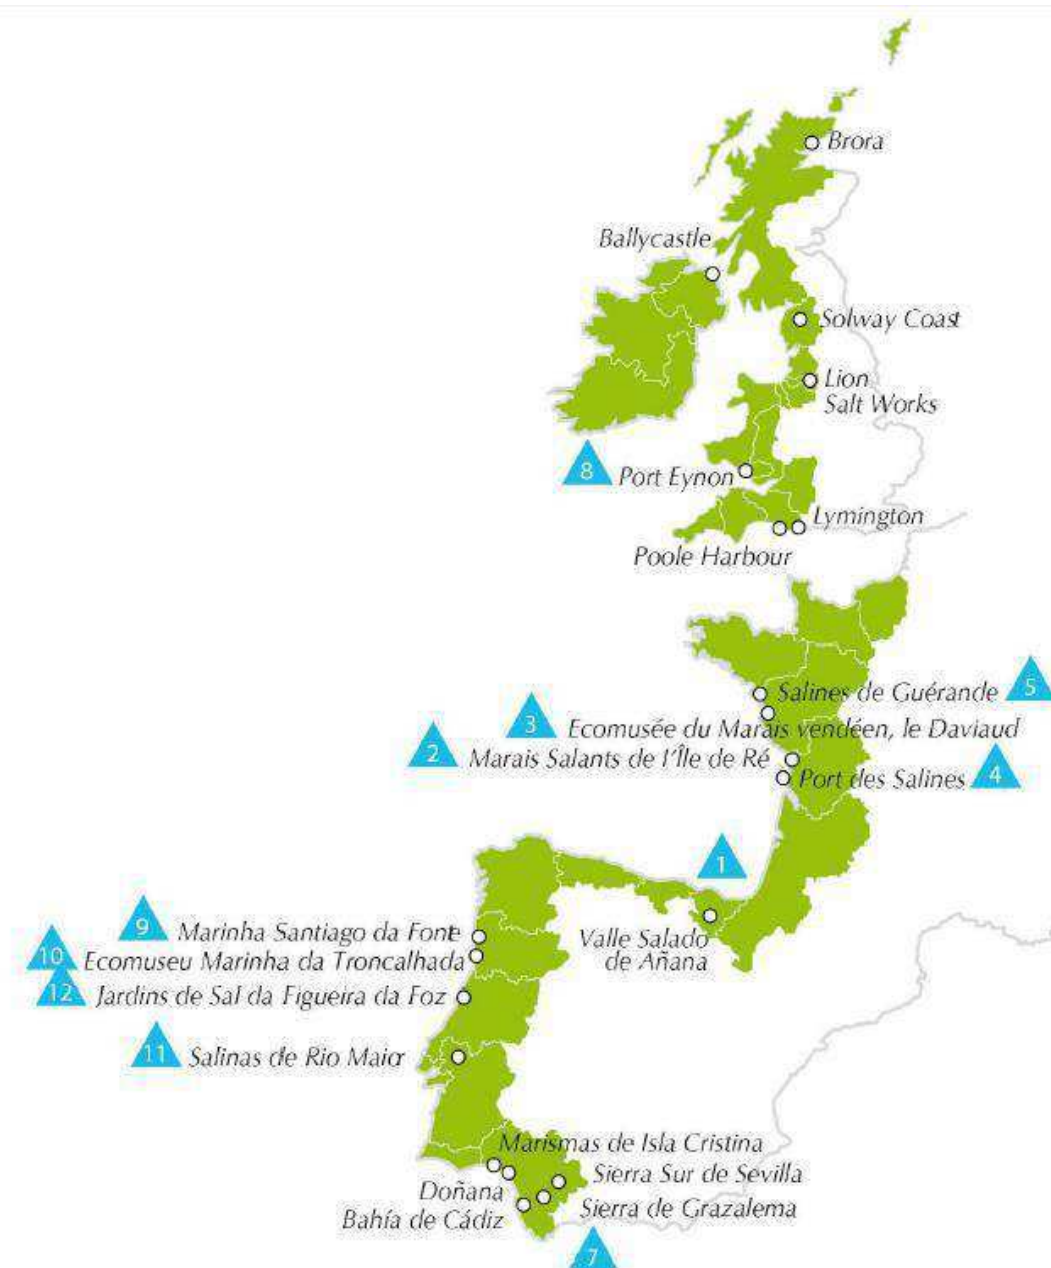 Brora
Ballycastle
Solway Coast
Lion
Salt Works
8 Port Eynon
Lymington
Poole Harbour
Salines de Guérande 5
3 Ecomusée du Marais vendéen, le Daviaud
2 Marais Salants de l'Île de Ré
Port des Salines 4
1
Valle Salado
de Añana
9 Marinha Santiago da Fonte
10 Ecomuseu Marinha da Troncalhada
12 Jardins de Sal da Figueira da Foz
11 Salinas de Rio Maior
Marismas de Isla Cristina
Sierra Sur de Sevilla
Doñana
Sierra de Grazalema
Bahía de Cádiz
7